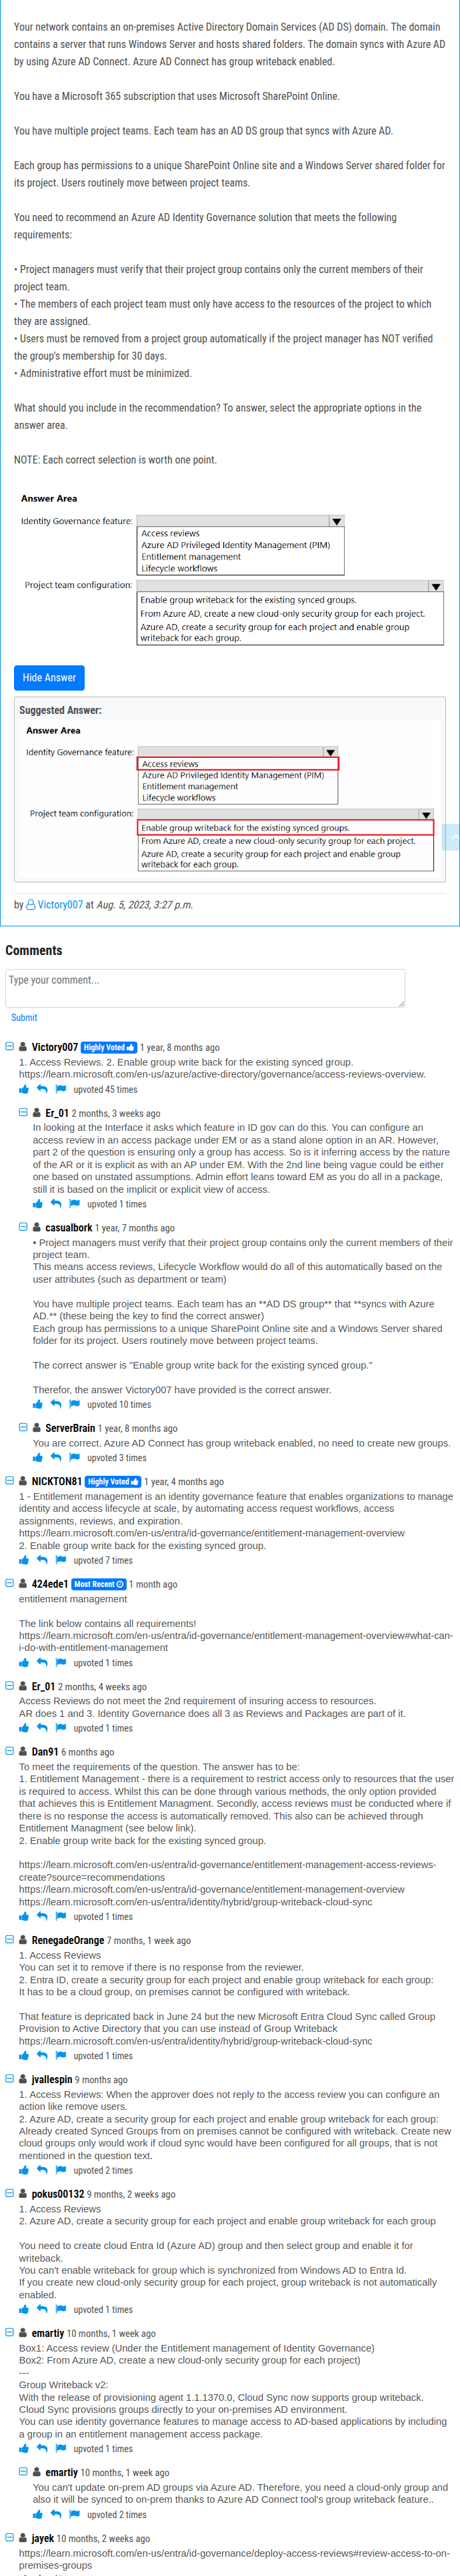 Your network contains an on-premises Active Directory Domain Services (AD DS) domain. The domain
contains a server that runs Windows Server and hosts shared folders. The domain syncs with Azure AD
by using Azure AD Connect. Azure AD Connect has group writeback enabled.
You have a Microsoft 365 subscription that uses Microsoft SharePoint Online.
You have multiple project teams. Each team has an AD DS group that syncs with Azure AD.
Each group has permissions to a unique SharePoint Online site and a Windows Server shared folder for
its project. Users routinely move between project teams.
You need to recommend an Azure AD Identity Governance solution that meets the following
requirements:
• Project managers must verify that their project group contains only the current members of their
project team.
• The members of each project team must only have access to the resources of the project to which
they are assigned.
• Users must be removed from a project group automatically if the project manager has NOT verified
the group's membership for 30 days.
• Administrative effort must be minimized.
What should you include in the recommendation? To answer, select the appropriate options in the
answer area.
NOTE: Each correct selection is worth one point.
Answer Area
Identity Governance feature:
Access reviews
Azure AD Privileged Identity Management (PIM)
Entitlement management
Lifecycle workflows
Project team configuration:
Enable group writeback for the existing synced groups.
From Azure AD, create a new cloud-only security group for each project.
Azure AD, create a security group for each project and enable group
writeback for each group.
Hide Answer
Suggested Answer:
Answer Area
Identity Governance feature:
Access reviews
Azure AD Privileged Identity Management (PIM)
Entitlement management
Lifecycle workflows
Project team configuration:
Enable group writeback for the existing synced groups.
From Azure AD, create a new cloud-only security group for each project.
Azure AD, create a security group for each project and enable group
writeback for each group.
by Victory007 at Aug. 5, 2023, 3:27 p.m.
Comments
Type your comment...
Submit
Victory007 Highly Voted 1 year, 8 months ago
1. Access Reviews. 2. Enable group write back for the existing synced group.
https://learn.microsoft.com/en-us/azure/active-directory/governance/access-reviews-overview.
upvoted 45 times
Er_01 2 months, 3 weeks ago
In looking at the Interface it asks which feature in ID gov can do this. You can configure an
access review in an access package under EM or as a stand alone option in an AR. However,
part 2 of the question is ensuring only a group has access. So is it inferring access by the nature
of the AR or it is explicit as with an AP under EM. With the 2nd line being vague could be either
one based on unstated assumptions. Admin effort leans toward EM as you do all in a package,
still it is based on the implicit or explicit view of access.
upvoted 1 times
casualbork 1 year, 7 months ago
• Project managers must verify that their project group contains only the current members of their
project team.
This means access reviews, Lifecycle Workflow would do all of this automatically based on the
user attributes (such as department or team)
You have multiple project teams. Each team has an **AD DS group** that **syncs with Azure
AD.** (these being the key to find the correct answer)
Each group has permissions to a unique SharePoint Online site and a Windows Server shared
folder for its project. Users routinely move between project teams.
The correct answer is "Enable group write back for the existing synced group."
Therefor, the answer Victory007 have provided is the correct answer.
upvoted 10 times
ServerBrain 1 year, 8 months ago
You are correct. Azure AD Connect has group writeback enabled, no need to create new groups.
upvoted 3 times
NICKTON81 Highly Voted 1 year, 4 months ago
1 - Entitlement management is an identity governance feature that enables organizations to manage
identity and access lifecycle at scale, by automating access request workflows, access
assignments, reviews, and expiration.
https://learn.microsoft.com/en-us/entra/id-governance/entitlement-management-overview
2. Enable group write back for the existing synced group.
upvoted 7 times
424ede1 Most Recent 1 month ago
entitlement management
The link below contains all requirements!
https://learn.microsoft.com/en-us/entra/id-governance/entitlement-management-overview#what-can-
i-do-with-entitlement-management
upvoted 1 times
Er_01 2 months, 4 weeks ago
Access Reviews do not meet the 2nd requirement of insuring access to resources.
AR does 1 and 3. Identity Governance does all 3 as Reviews and Packages are part of it.
upvoted 1 times
Dan91 6 months ago
To meet the requirements of the question. The answer has to be:
1. Entitlement Management - there is a requirement to restrict access only to resources that the user
is required to access. Whilst this can be done through various methods, the only option provided
that achieves this is Entitlement Managment. Secondly, access reviews must be conducted where if
there is no response the access is automatically removed. This also can be achieved through
Entitlement Managment (see below link).
2. Enable group write back for the existing synced group.
https://learn.microsoft.com/en-us/entra/id-governance/entitlement-management-access-reviews-
create?source=recommendations
https://learn.microsoft.com/en-us/entra/id-governance/entitlement-management-overview
https://learn.microsoft.com/en-us/entra/identity/hybrid/group-writeback-cloud-sync
upvoted 1 times
RenegadeOrange 7 months, 1 week ago
1. Access Reviews
You can set it to remove if there is no response from the reviewer.
2. Entra ID, create a security group for each project and enable group writeback for each group:
It has to be a cloud group, on premises cannot be configured with writeback.
That feature is depricated back in June 24 but the new Microsoft Entra Cloud Sync called Group
Provision to Active Directory that you can use instead of Group Writeback
https://learn.microsoft.com/en-us/entra/identity/hybrid/group-writeback-cloud-sync
upvoted 1 times
jvallespin 9 months ago
1. Access Reviews: When the approver does not reply to the access review you can configure an
action like remove users.
2. Azure AD, create a security group for each project and enable group writeback for each group:
Already created Synced Groups from on premises cannot be configured with writeback. Create new
cloud groups only would work if cloud sync would have been configured for all groups, that is not
mentioned in the question text.
upvoted 2 times
pokus00132 9 months, 2 weeks ago
1. Access Reviews
2. Azure AD, create a security group for each project and enable group writeback for each group
You need to create cloud Entra Id (Azure AD) group and then select group and enable it for
writeback.
You can't enable writeback for group which is synchronized from Windows AD to Entra Id.
If you create new cloud-only security group for each project, group writeback is not automatically
enabled.
upvoted 1 times
emartiy 10 months, 1 week ago
Box1: Access review (Under the Entitlement management of Identity Governance)
Box2: From Azure AD, create a new cloud-only security group for each project)
---
Group Writeback v2:
With the release of provisioning agent 1.1.1370.0, Cloud Sync now supports group writeback.
Cloud Sync provisions groups directly to your on-premises AD environment.
You can use identity governance features to manage access to AD-based applications by including
a group in an entitlement management access package.
upvoted 1 times
emartiy 10 months, 1 week ago
You can't update on-prem AD groups via Azure AD. Therefore, you need a cloud-only group and
also it will be synced to on-prem thanks to Azure AD Connect tool's group writeback feature..
upvoted 2 times
jayek 10 months, 2 weeks ago
https://learn.microsoft.com/en-us/entra/id-governance/deploy-access-reviews#review-access-to-on-
premises-groups